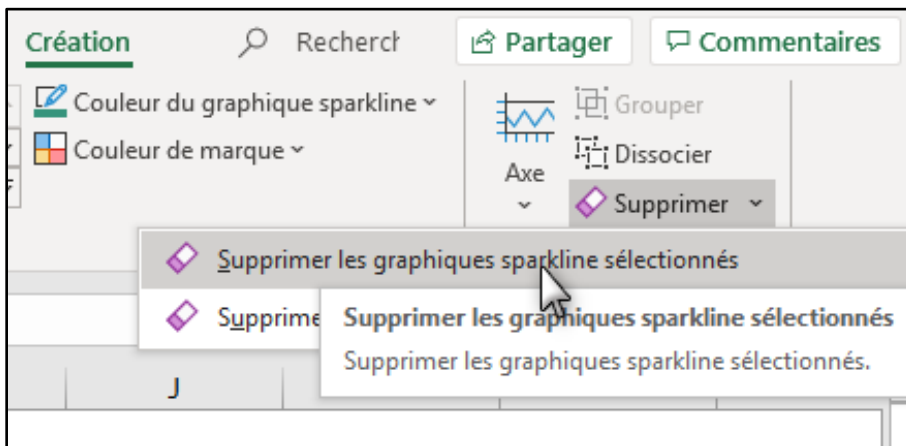 Création Recherch Partager Commentaires
Couleur du graphique sparkline
Couleur de marque
Axe
Grouper
Dissocier
Supprimer
Supprimer les graphiques sparkline sélectionnés
Supprime
Supprimer les graphiques sparkline sélectionnés
Supprimer les graphiques sparkline sélectionnés.
J